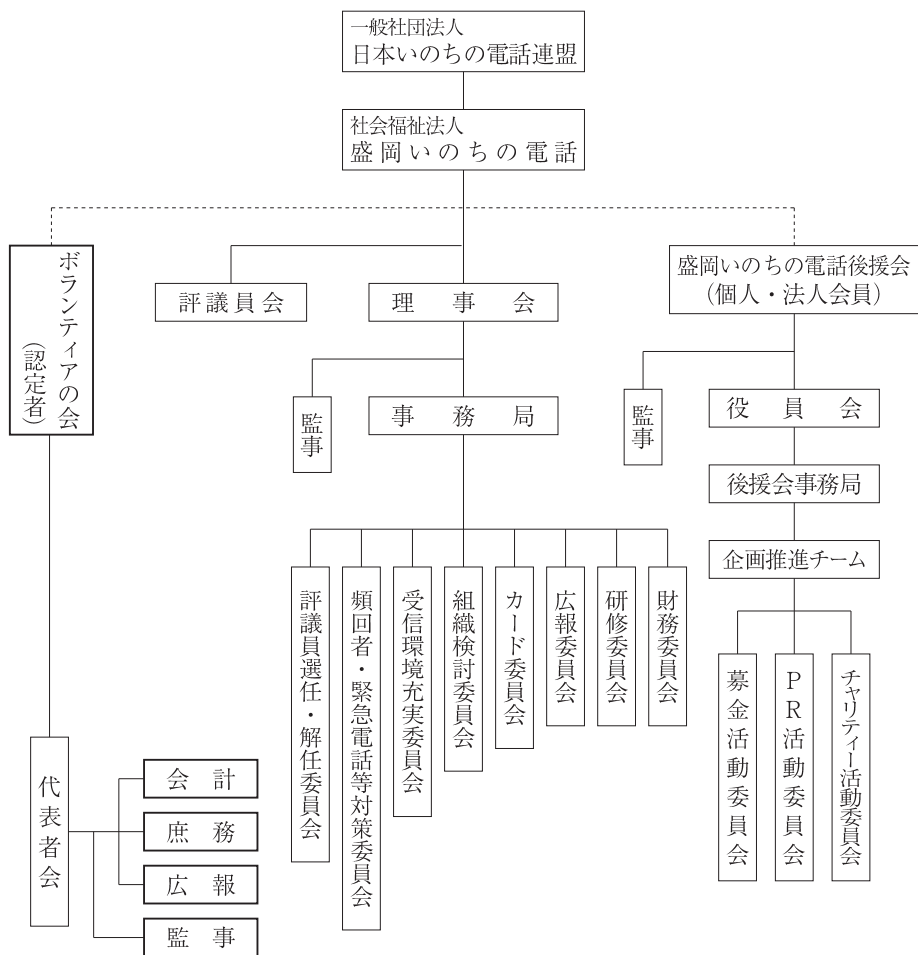 一般社団法人
日本いのちの電話連盟
社会福祉法人
盛岡いのちの電話
ボランティアの会
(認定者)
評議員会
理事会
盛岡いのちの電話後援会
(個人・法人会員)
監事
事務局
監事
役員会
後援会事務局
企画推進チーム
評議員選任・解任委員会
頻回者・緊急電話等対策委員会
受信環境充実委員会
組織検討委員会
カード委員会
広報委員会
研修委員会
財務委員会
募金活動委員会
PR活動委員会
チャリティー活動委員会
代表者会
会計
庶務
広報
監事